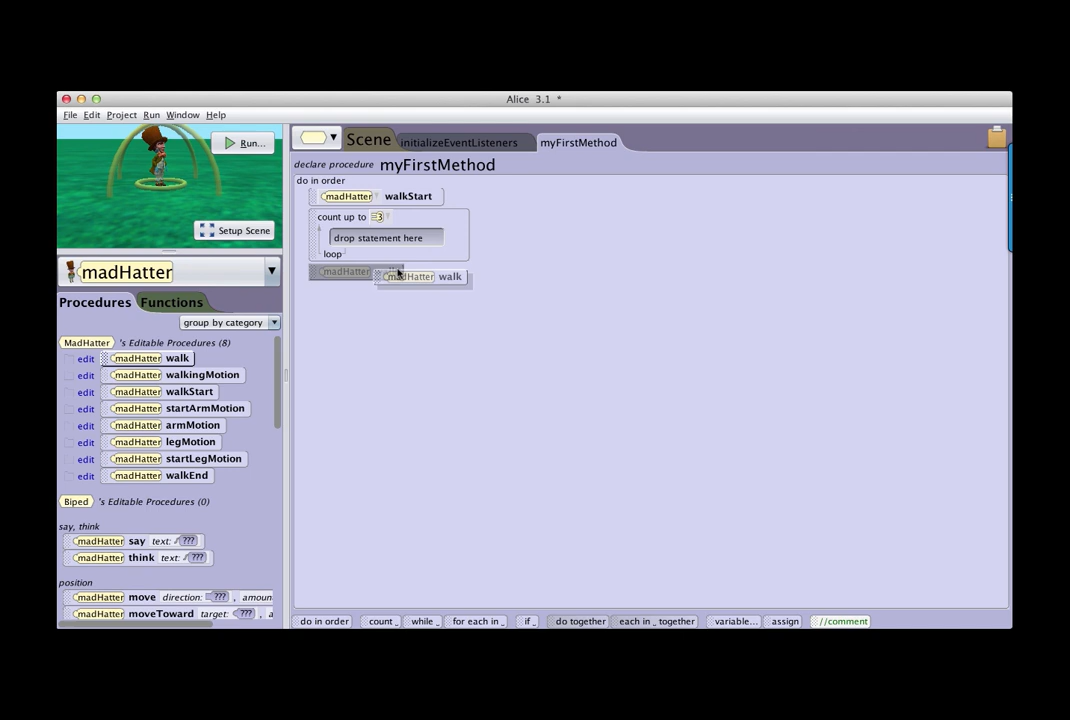 Alice 3.1 *
File Edit Project Run Window Help
Run...
Setup Scene
Scene initializeEventListeners myFirstMethod
declare procedure myFirstMethod
do in order
madHatter walkStart
count up to 3
drop statement here
loop
madHatter
madHatter walk
madHatter
Procedures Functions
group by category
MadHatter 's Editable Procedures (8)
edit madHatter walk
edit madHatter walkingMotion
edit madHatter walkStart
edit madHatter startArmMotion
edit madHatter armMotion
edit madHatter legMotion
edit madHatter startLegMotion
edit madHatter walkEnd
Biped 's Editable Procedures (0)
say, think
madHatter say text: ???
madHatter think text: ???
position
madHatter move direction: ??? , amoun
madHatter moveToward target: ??? , a
do in order count _ while _ for each in _ if _ do together each in _ together variable... assign //comment